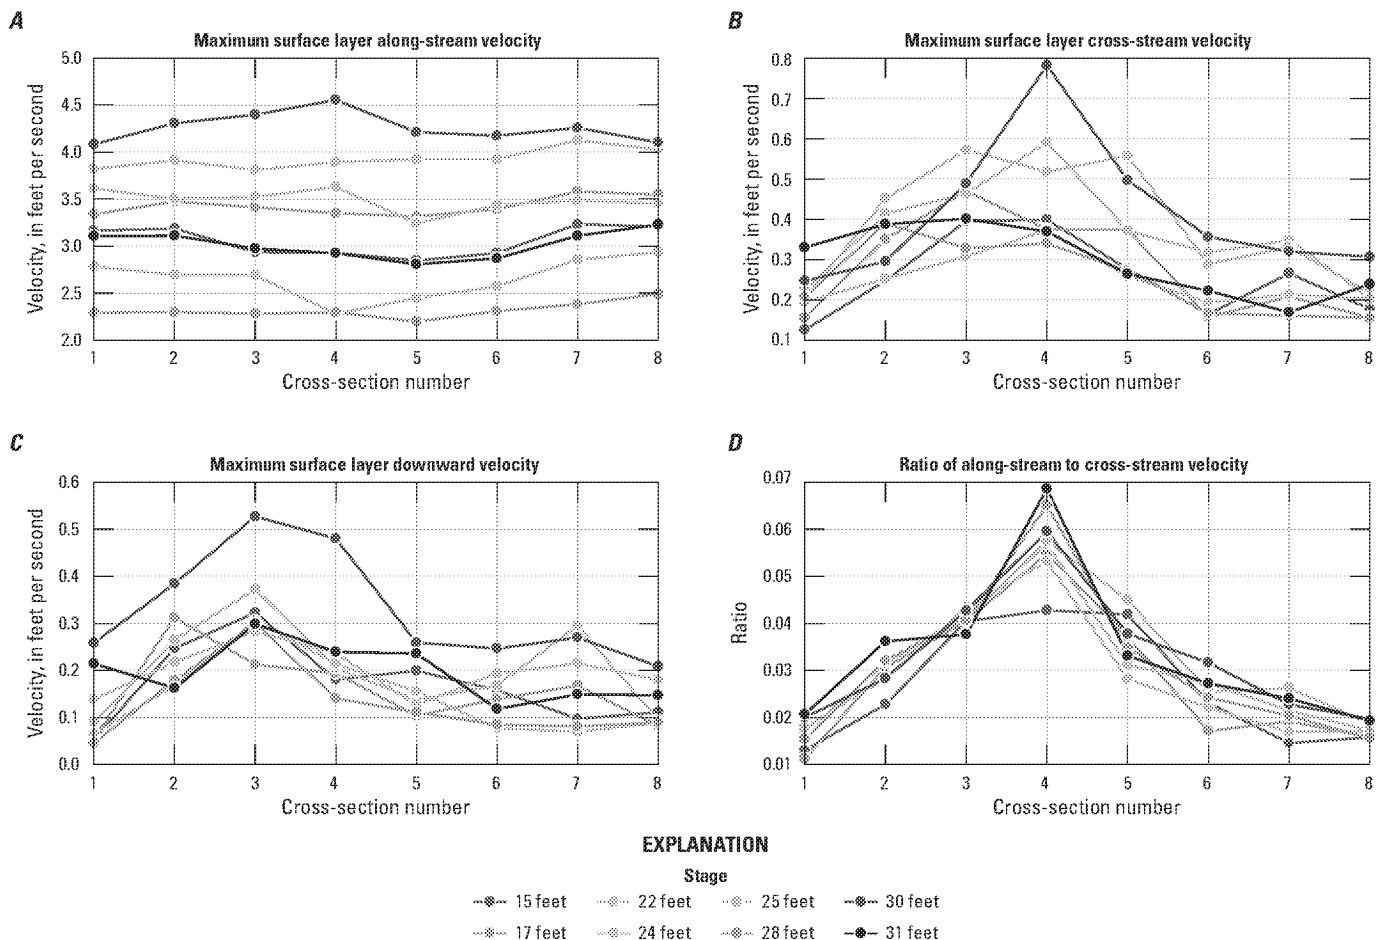 A
Maximum surface layer along-stream velocity
Velocity, in feet per second
5.0
4.5
4.0
3.5
3.0
2.5
2.0
1 2 3 4 5 6 7 8
Cross-section number
B
Maximum surface layer cross-stream velocity
Velocity, in feet per second
0.8
0.7
0.6
0.5
0.4
0.3
0.2
0.1
1 2 3 4 5 6 7 8
Cross-section number
C
Maximum surface layer downward velocity
Velocity, in feet per second
0.6
0.5
0.4
0.3
0.2
0.1
0.0
1 2 3 4 5 6 7 8
Cross-section number
D
Ratio of along-stream to cross-stream velocity
Ratio
0.07
0.06
0.05
0.04
0.03
0.02
0.01
1 2 3 4 5 6 7 8
Cross-section number
EXPLANATION
Stage
15 feet 22 feet 25 feet 30 feet
17 feet 24 feet 28 feet 31 feet